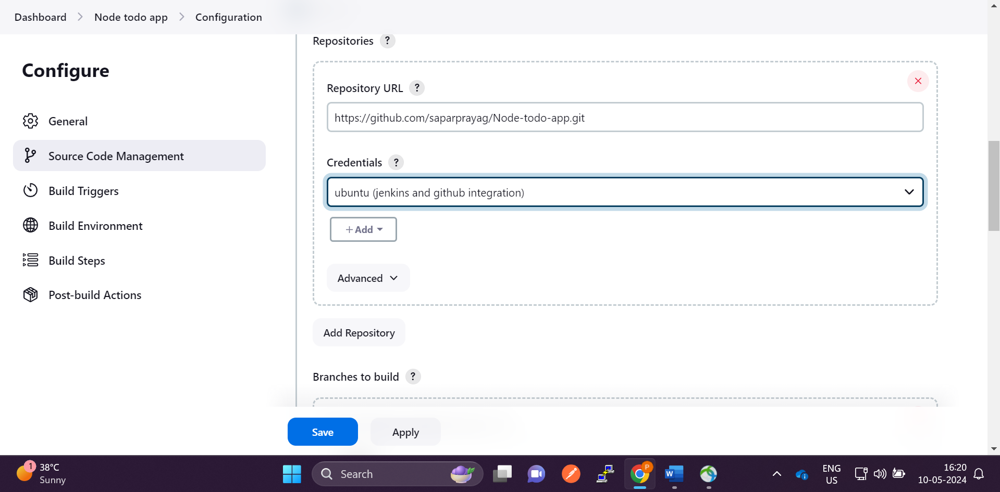 Dashboard > Node todo app > Configuration
Configure
General
Source Code Management
Build Triggers
Build Environment
Build Steps
Post-build Actions
Repositories ?
Repository URL ?
https://github.com/saparprayag/Node-todo-app.git
Credentials ?
ubuntu (jenkins and github integration)
+ Add
Advanced
Add Repository
Branches to build ?
Save Apply
1
38°C
Sunny
Search
P
W
ENG
US
16:20
10-05-2024